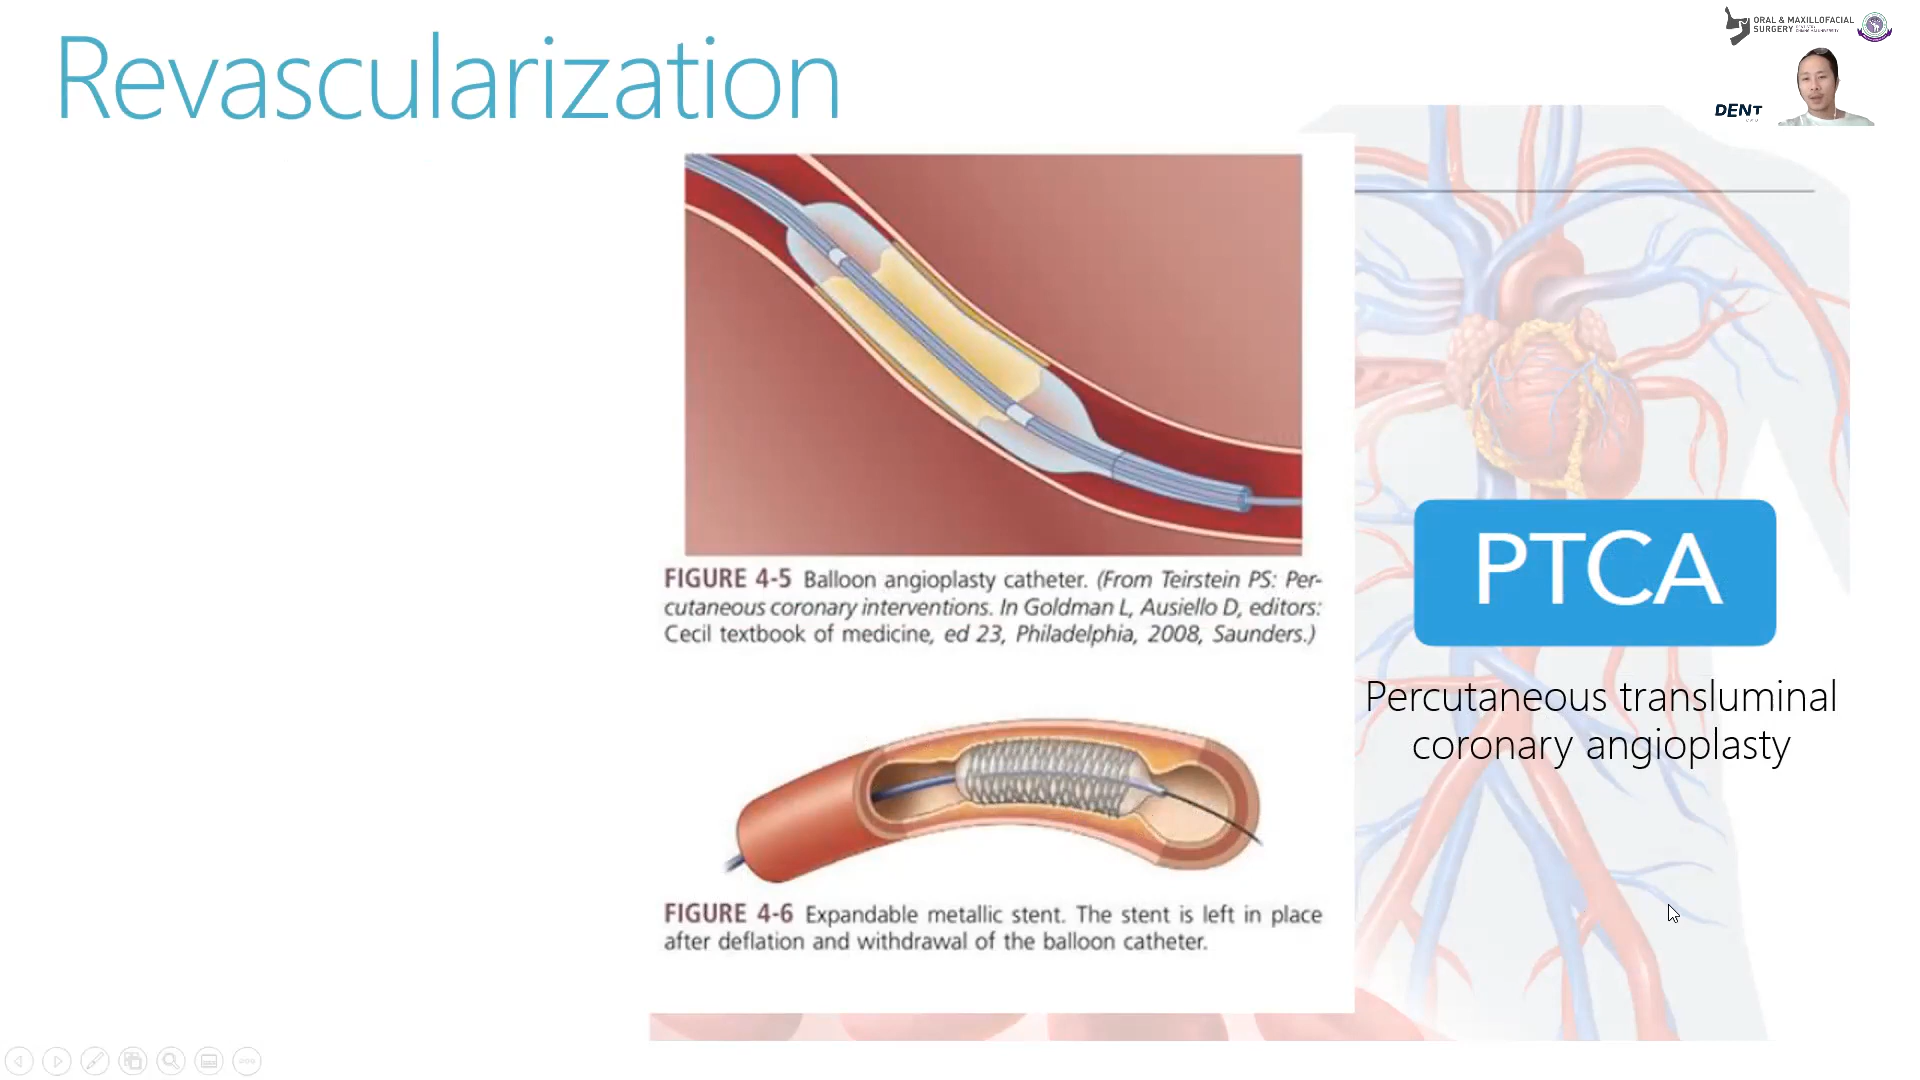 Revascularization
ORAL & MAXILLOFACIAL
SURGERY
DENT
FIGURE 4-5 Balloon angioplasty catheter. (From Teirstein PS: Per-
cutaneous coronary interventions. In Goldman L, Ausiello D, editors:
Cecil textbook of medicine, ed 23, Philadelphia, 2008, Saunders.)
PTCA
Percutaneous transluminal
coronary angioplasty
FIGURE 4-6 Expandable metallic stent. The stent is left in place
after deflation and withdrawal of the balloon catheter.